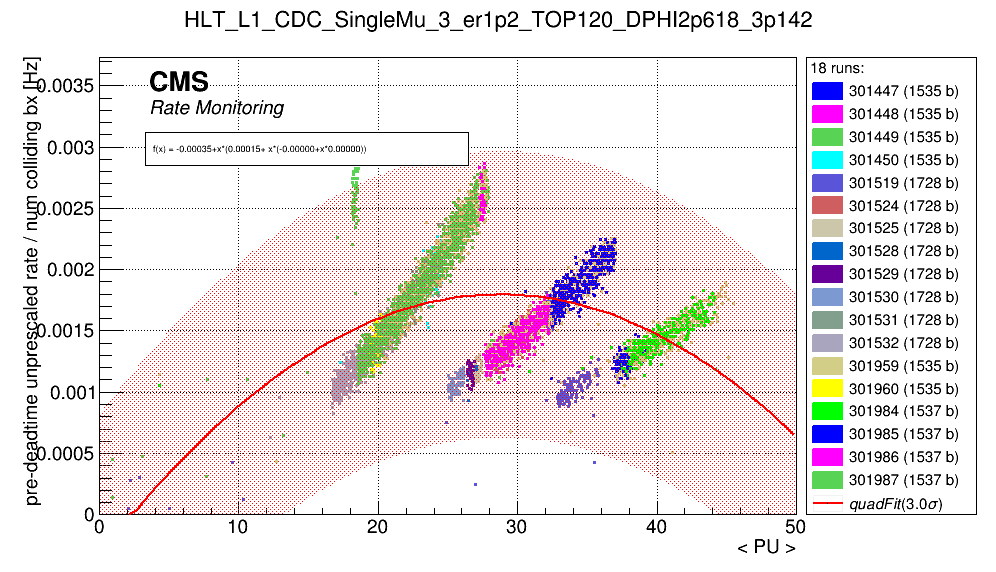 HLT_L1_CDC_SingleMu_3_er1p2_TOP120_DPHI2p618_3p142
CMS
Rate Monitoring
f(x) = -0.00035+x*(0.00015+ x*(-0.00000+x*0.00000))
pre-deadtime unprescaled rate / num colliding bx [Hz]
0.0035
0.003
0.0025
0.002
0.0015
0.001
0.0005
0
0 10 20 30 40 50
< PU >
18 runs:
301447 (1535 b)
301448 (1535 b)
301449 (1535 b)
301450 (1535 b)
301519 (1728 b)
301524 (1728 b)
301525 (1728 b)
301528 (1728 b)
301529 (1728 b)
301530 (1728 b)
301531 (1728 b)
301532 (1728 b)
301959 (1535 b)
301960 (1535 b)
301984 (1537 b)
301985 (1537 b)
301986 (1537 b)
301987 (1537 b)
quadFit(3.0σ)